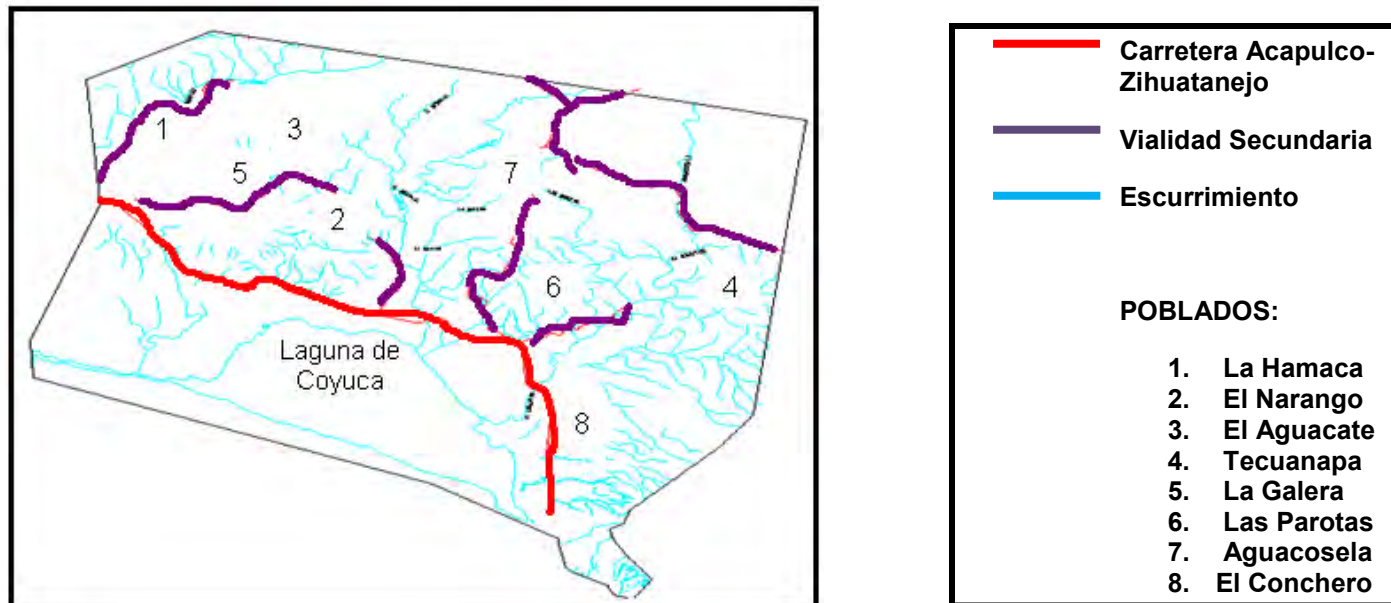 1
3
5
7
2
6
4
Laguna de
Coyuca
8
Carretera Acapulco-
Zihuatanejo
Vialidad Secundaria
Escurrimiento
POBLADOS:
1. La Hamaca
2. El Narango
3. El Aguacate
4. Tecuanapa
5. La Galera
6. Las Parotas
7. Aguacosela
8. El Conchero